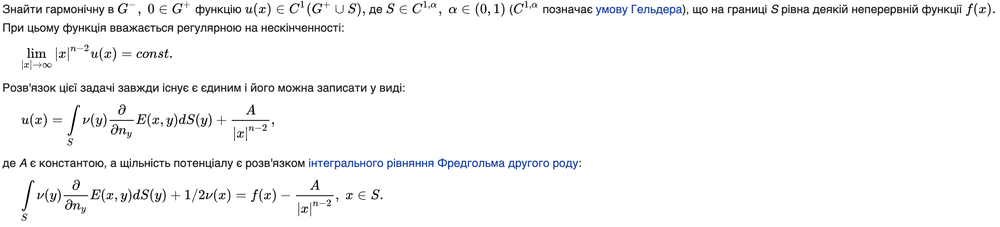 Знайти гармонічну в $G^-,\ 0 \in G^+$ функцію $u(x) \in C^1(G^+ \cup S)$, де $S \in C^{1,\alpha},\ \alpha \in (0,1)$ ($C^{1,\alpha}$ позначає умову Гельдера), що на границі S рівна деякій неперервній функції $f(x)$.
При цьому функція вважається регулярною на нескінченності:
$\lim_{|x| \to \infty} |x|^{n-2} u(x) = const.$
Розв'язок цієї задачі завжди існує є єдиним і його можна записати у виді:
$u(x) = \int\limits_S \nu(y) \frac{\partial}{\partial n_y} E(x,y) dS(y) + \frac{A}{|x|^{n-2}},$
де A є константою, а щільність потенціалу є розв'язком інтегрального рівняння Фредгольма другого роду:
$\int\limits_S \nu(y) \frac{\partial}{\partial n_y} E(x,y) dS(y) + 1/2 \nu(x) = f(x) - \frac{A}{|x|^{n-2}},\ x \in S.$